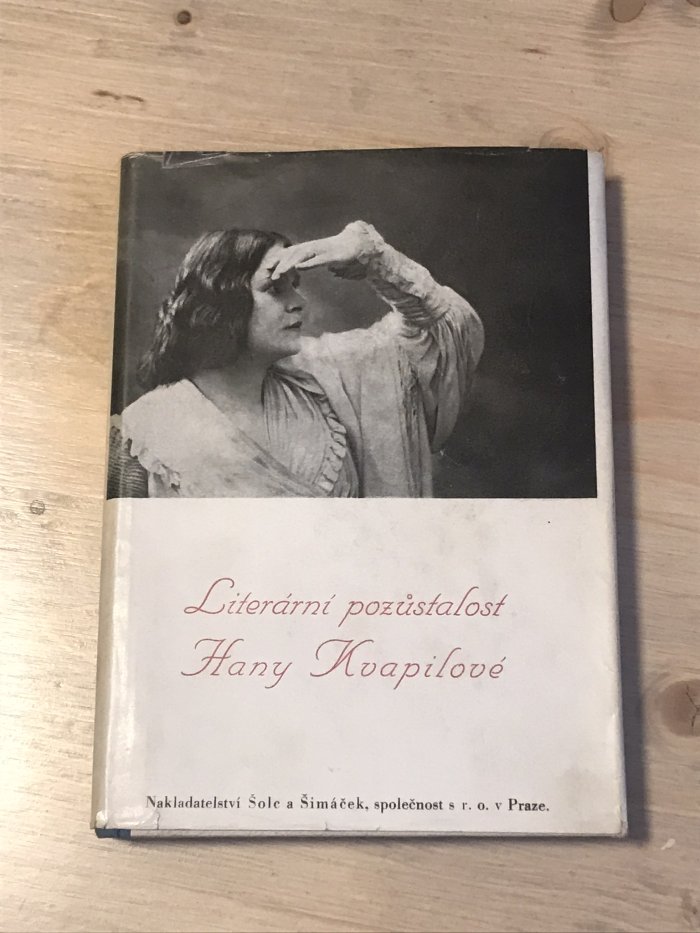 Literární pozůstalost
Hany Kvapilové
Nakladatelství Šolc a Šimáček, společnost s r. o. v Praze.